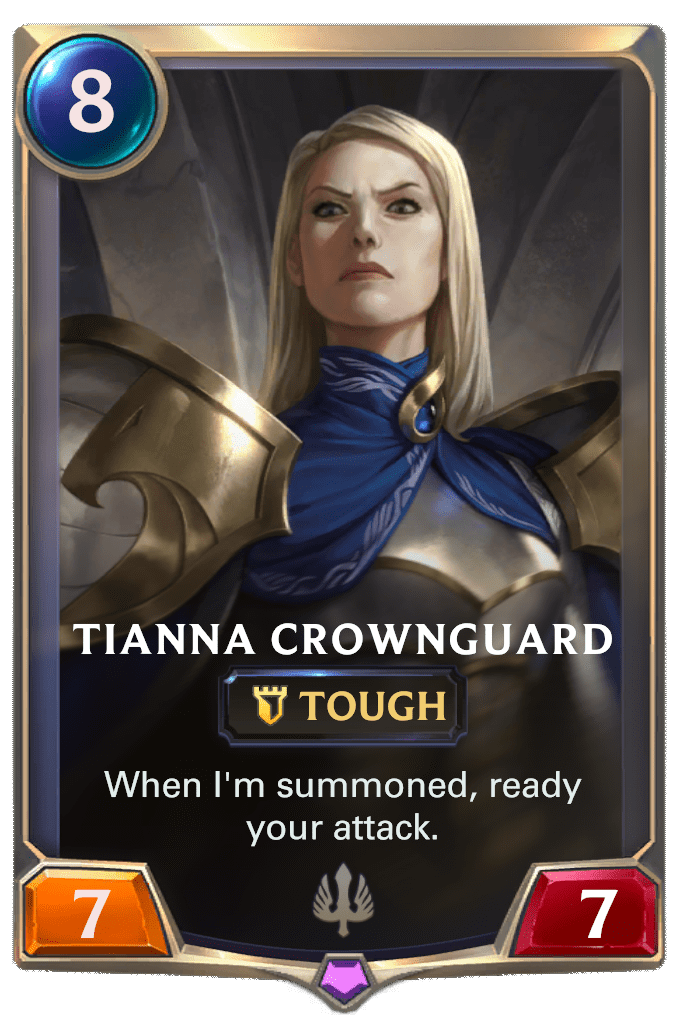 8
TIANNA CROWNGUARD
TOUGH
When I'm summoned, ready
your attack.
7 7